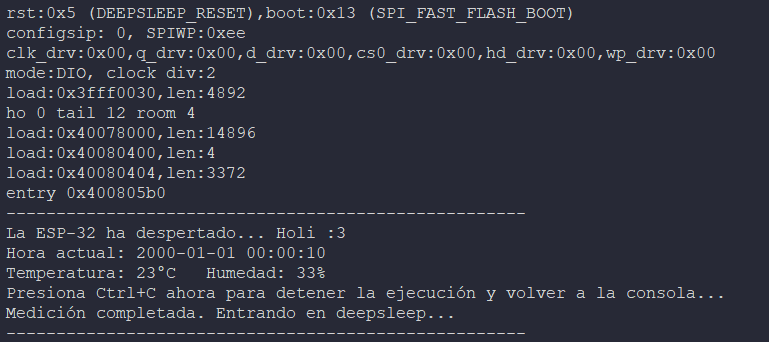 rst:0x5 (DEEPSLEEP_RESET),boot:0x13 (SPI_FAST_FLASH_BOOT)
configsip: 0, SPIWP:0xee
clk_drv:0x00,q_drv:0x00,d_drv:0x00,cs0_drv:0x00,hd_drv:0x00,wp_drv:0x00
mode:DIO, clock div:2
load:0x3fff0030,len:4892
ho 0 tail 12 room 4
load:0x40078000,len:14896
load:0x40080400,len:4
load:0x40080404,len:3372
entry 0x400805b0
----------------------------------------------------
La ESP-32 ha despertado... Holi :3
Hora actual: 2000-01-01 00:00:10
Temperatura: 23°C   Humedad: 33%
Presiona Ctrl+C ahora para detener la ejecución y volver a la consola...
Medición completada. Entrando en deepsleep...
----------------------------------------------------